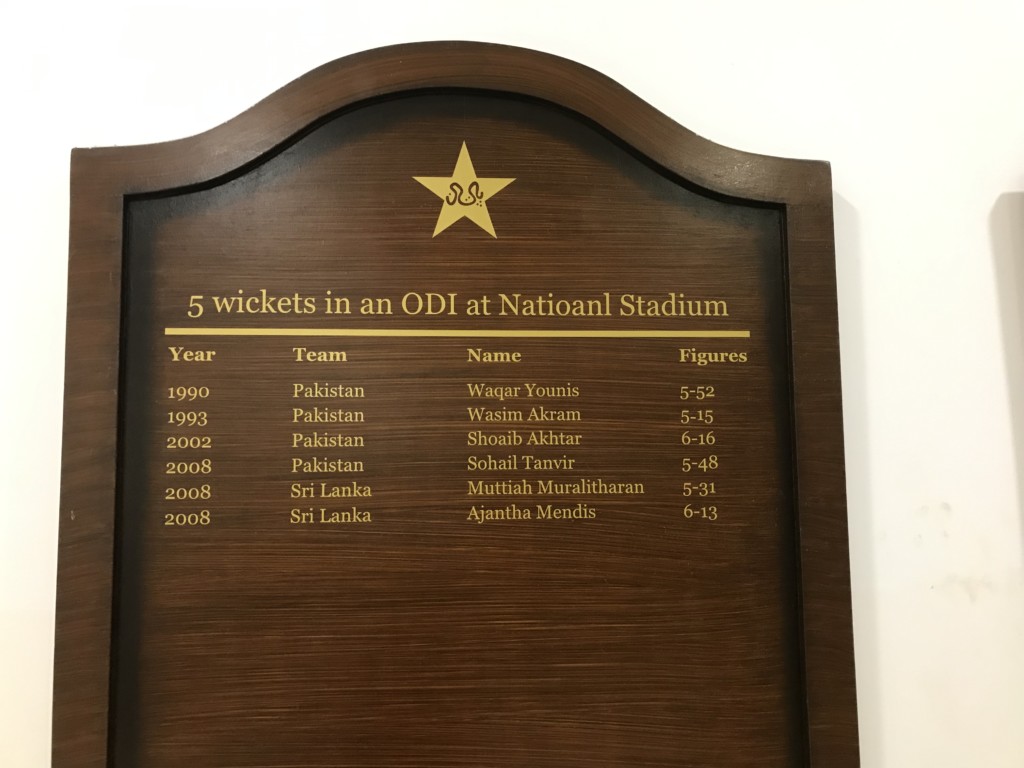 5 wickets in an ODI at Natioanl Stadium
Year Team Name Figures
1990 Pakistan Waqar Younis 5-52
1993 Pakistan Wasim Akram 5-15
2002 Pakistan Shoaib Akhtar 6-16
2008 Pakistan Sohail Tanvir 5-48
2008 Sri Lanka Muttiah Muralitharan 5-31
2008 Sri Lanka Ajantha Mendis 6-13